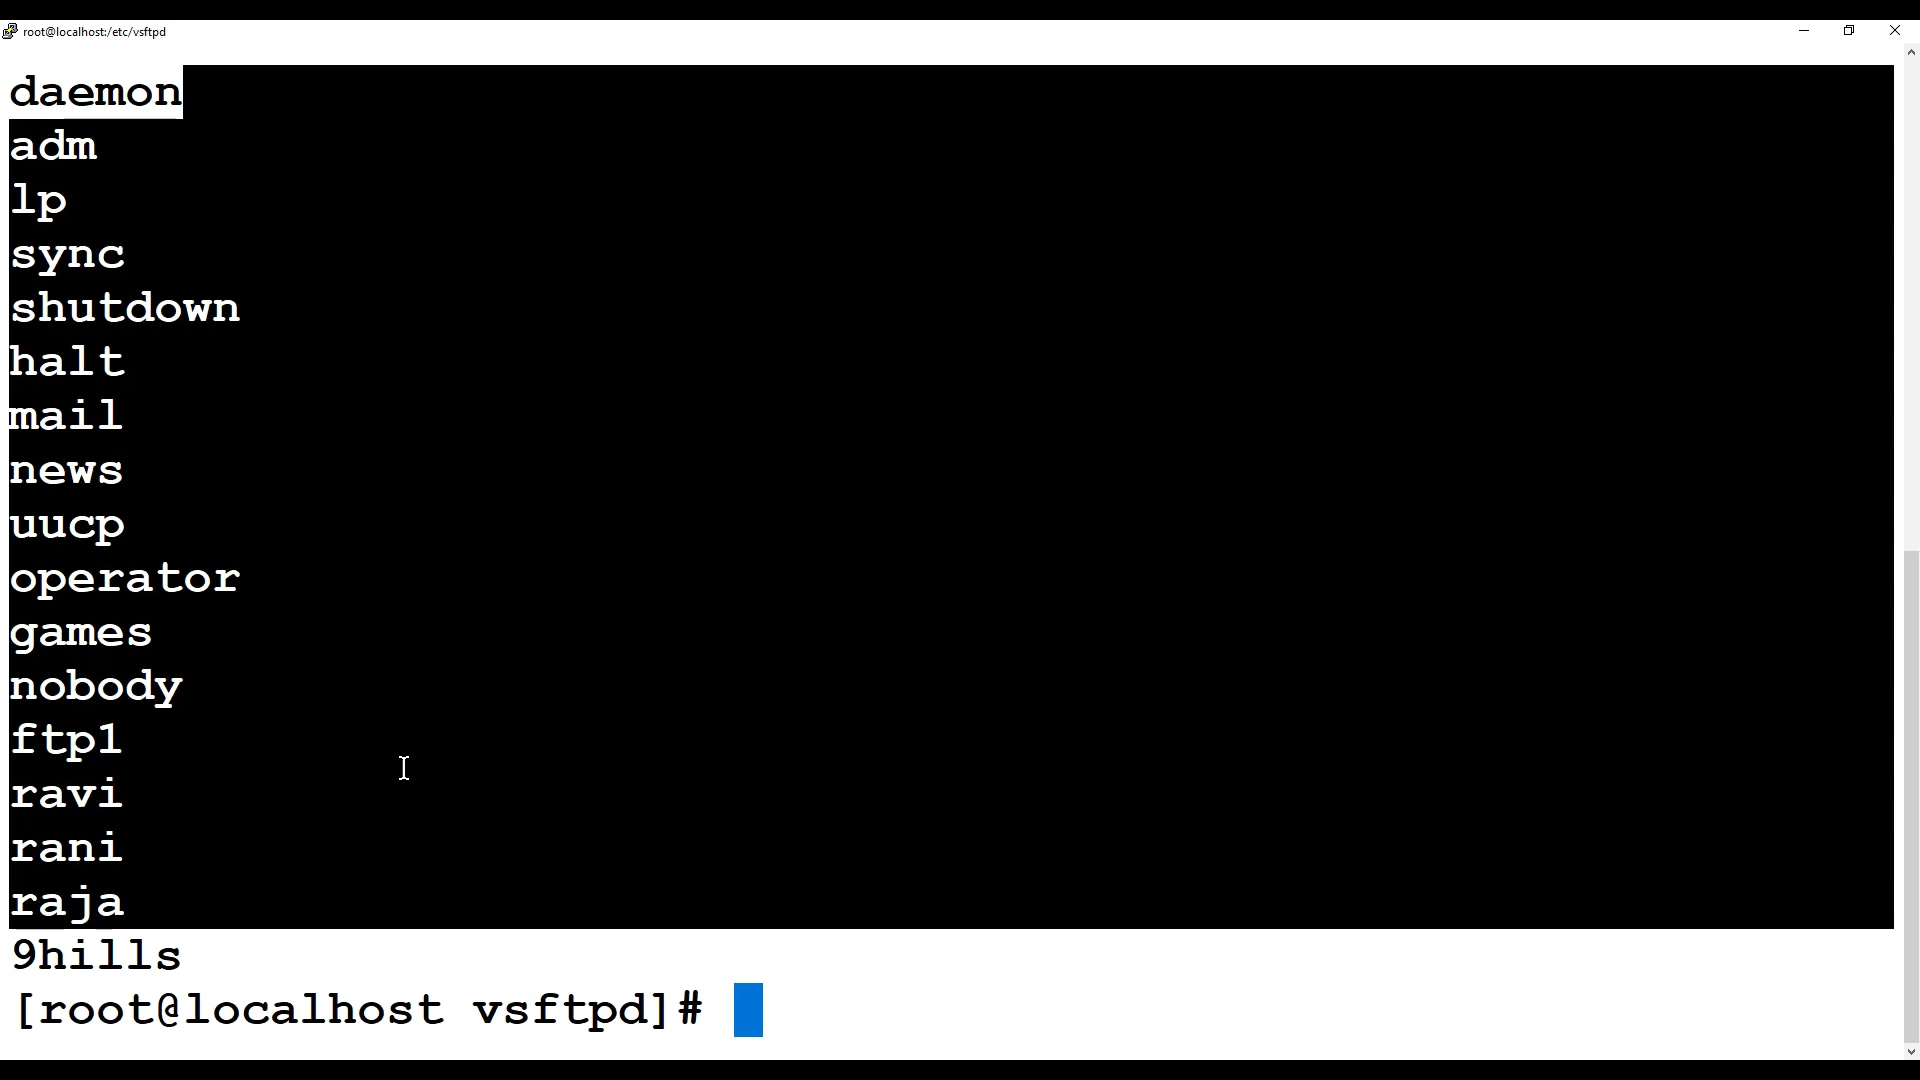 root@localhost:/etc/vsftpd
daemon
adm
lp
sync
shutdown
halt
mail
news
uucp
operator
games
nobody
ftp1
ravi
rani
raja
9hills
[root@localhost vsftpd]#